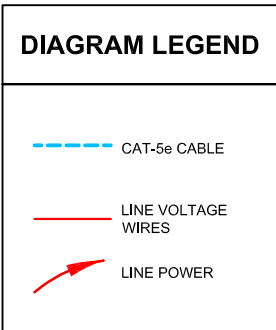 DIAGRAM LEGEND
CAT-5e CABLE
LINE VOLTAGE
WIRES
LINE POWER